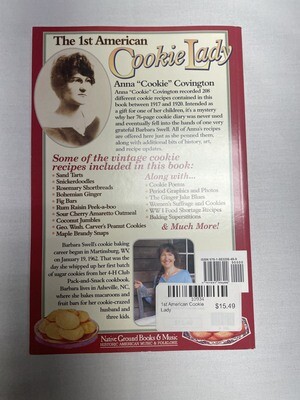 The 1st American
Cookie Lady
Anna "Cookie" Covington
Anna "Cookie" Covington recorded 208
different cookie recipes contained in this
book between 1917 and 1920. Intended as
a gift for one of her children, it's a mystery
why her 76-page cookie diary was never used
and eventually fell into the hands of one very
grateful Barbara Swell. All of Anna's recipes
are offered here just as she penned them,
along with additional bits of history, art,
and recipe updates.
Some of the vintage cookie
recipes included in this book:
• Sand Tarts
• Snickerdoodles
• Rosemary Shortbreads
• Bohemian Ginger
• Fig Bars
• Rum Raisin Peek-a-boo
• Sour Cherry Amaretto Oatmeal
• Coconut Jumbles
• Geo. Wash. Carver's Peanut Cookies
• Maple Brandy Snaps
Along with...
• Cookie Poems
• Period Graphics and Photos
• The Ginger Jake Blues
• Women's Suffrage and Cookies
• WW I Food Shortage Recipes
• Baking Superstitions
& Much More!
Barbara Swell's cookie baking
career began in Martinsburg, WV,
on January 19, 1962. That was the
day she whipped up her first batch
of sugar cookies from her 4-H Club
Pack-and-Snack cookbook.
Barbara lives in Asheville, NC,
where she bakes macaroons and
fruit bars for her cookie-crazed
husband and
three kids.
1st American Cookie
Lady
$15.49
Native Ground Books & Music
HISTORIC AMERICAN MUSIC & FOLKLORE